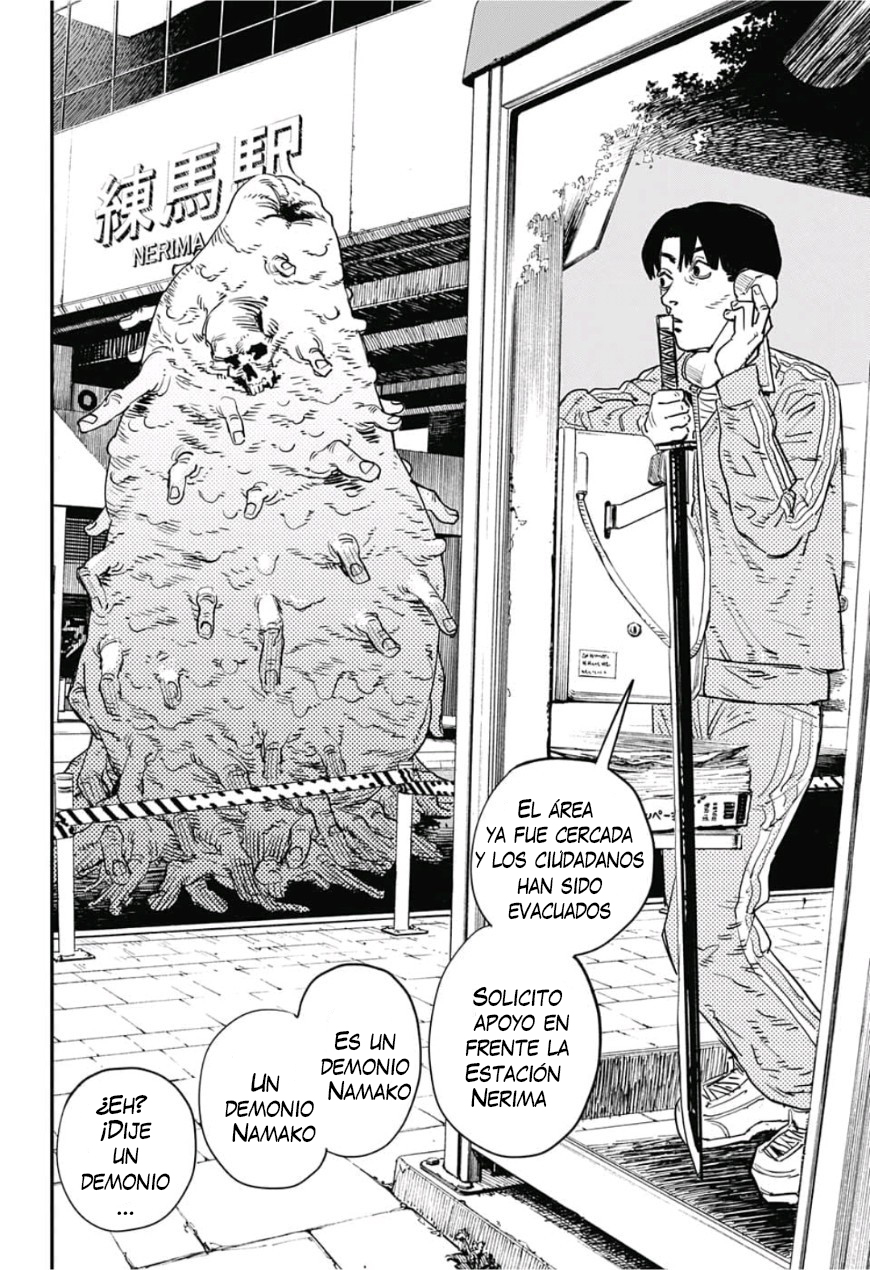 練馬駅
NERIMA
EL ÁREA
YA FUE CERCADA
Y LOS CIUDADANOS
HAN SIDO
EVACUADOS
SOLICITO
APOYO EN
FRENTE LA
ESTACIÓN
NERIMA
ES UN
DEMONIO
NAMAKO
UN
DEMONIO
NAMAKO
¿EH?
¡DIJE
UN
DEMONIO
...